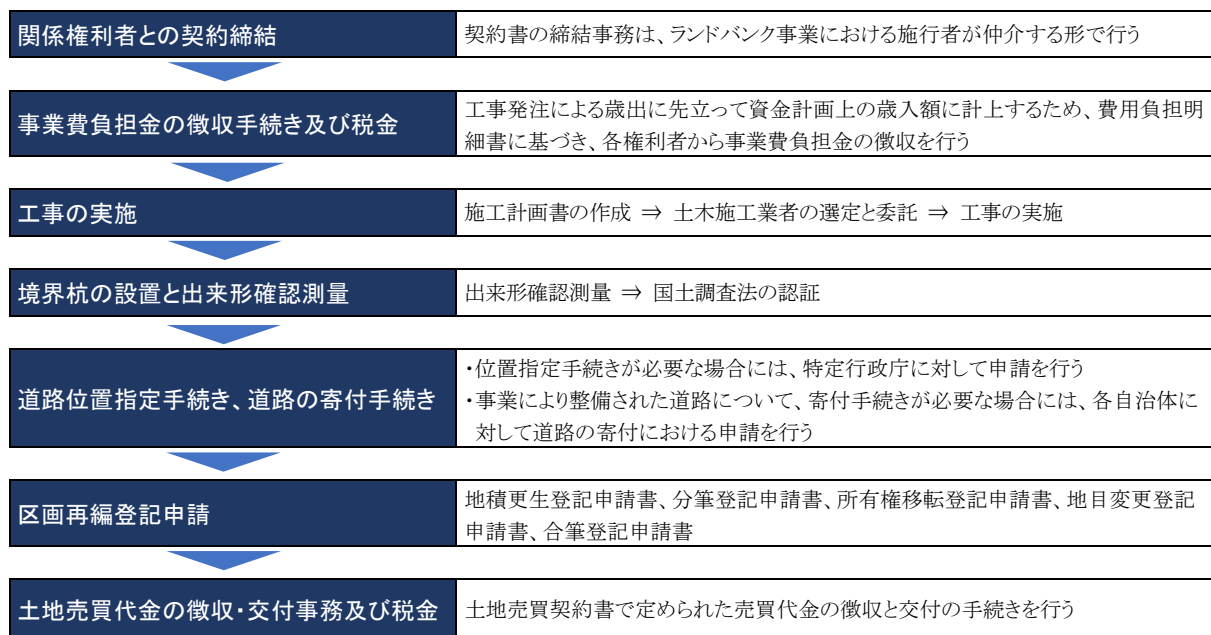 関係権利者との契約締結
契約書の締結事務は、ランドバンク事業における施行者が仲介する形で行う
事業費負担金の徴収手続き及び税金
工事発注による歳出に先立って資金計画上の歳入額に計上するため、費用負担明
細書に基づき、各権利者から事業費負担金の徴収を行う
工事の実施
施工計画書の作成 ⇒ 土木施工業者の選定と委託 ⇒ 工事の実施
境界杭の設置と出来形確認測量
出来形確認測量 ⇒ 国土調査法の認証
道路位置指定手続き、道路の寄付手続き
・位置指定手続きが必要な場合には、特定行政庁に対して申請を行う
・事業により整備された道路について、寄付手続きが必要な場合には、各自治体に
対して道路の寄付における申請を行う
区画再編登記申請
地積更生登記申請書、分筆登記申請書、所有権移転登記申請書、地目変更登記
申請書、合筆登記申請書
土地売買代金の徴収・交付事務及び税金
土地売買契約書で定められた売買代金の徴収と交付の手続きを行う